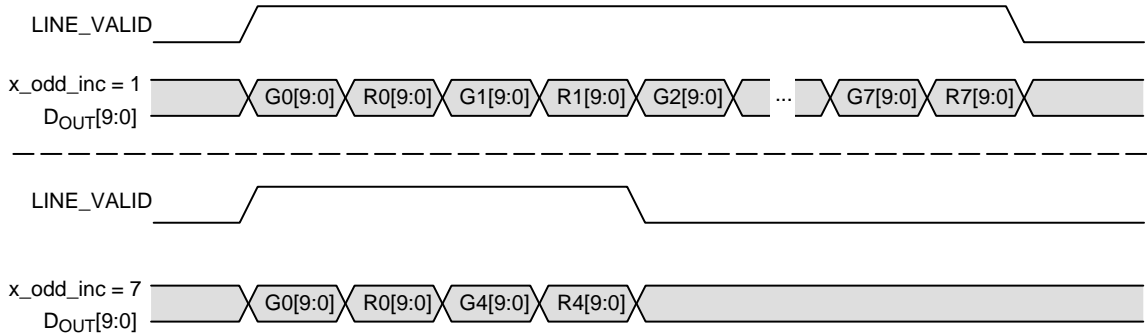 LINE_VALID
x_odd_inc = 1
D_OUT[9:0]
G0[9:0] R0[9:0] G1[9:0] R1[9:0] G2[9:0] ... G7[9:0] R7[9:0]
LINE_VALID
x_odd_inc = 7
D_OUT[9:0]
G0[9:0] R0[9:0] G4[9:0] R4[9:0]